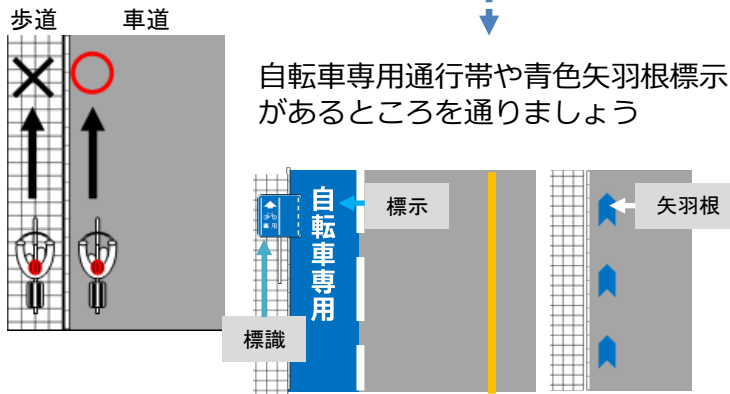 歩道
車道
自転車専用通行帯や青色矢羽根標示
があるところを通りましょう
自転車専用
標示
標識
矢羽根